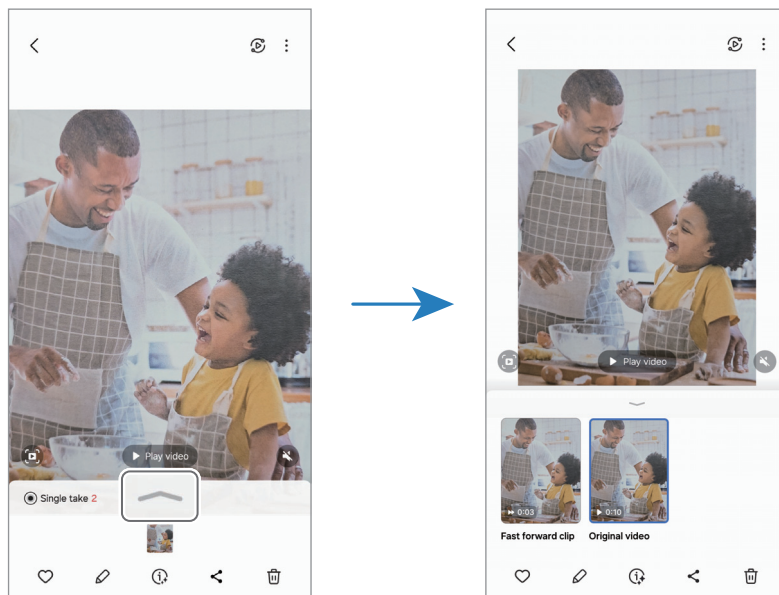 Play video
Single take 2
Play video
0:03
0:10
Fast forward clip
Original video